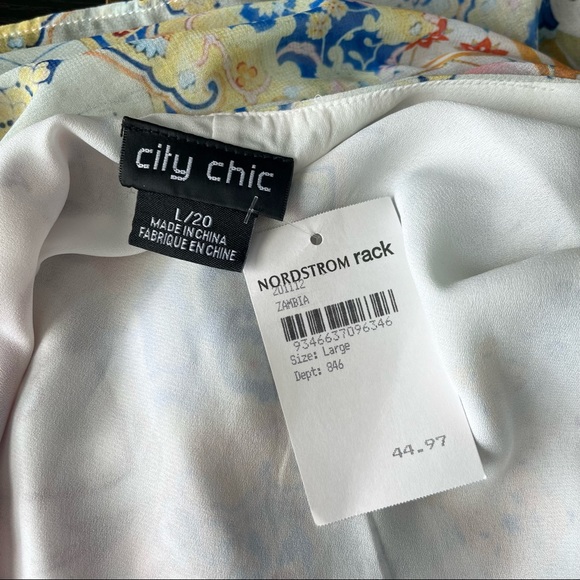 city chic
L/20
MADE IN CHINA
FABRIQUE EN CHINE
NORDSTROM rack
201112
ZAMBIA
9346637096346
Size: Large
Dept: 846
44.97